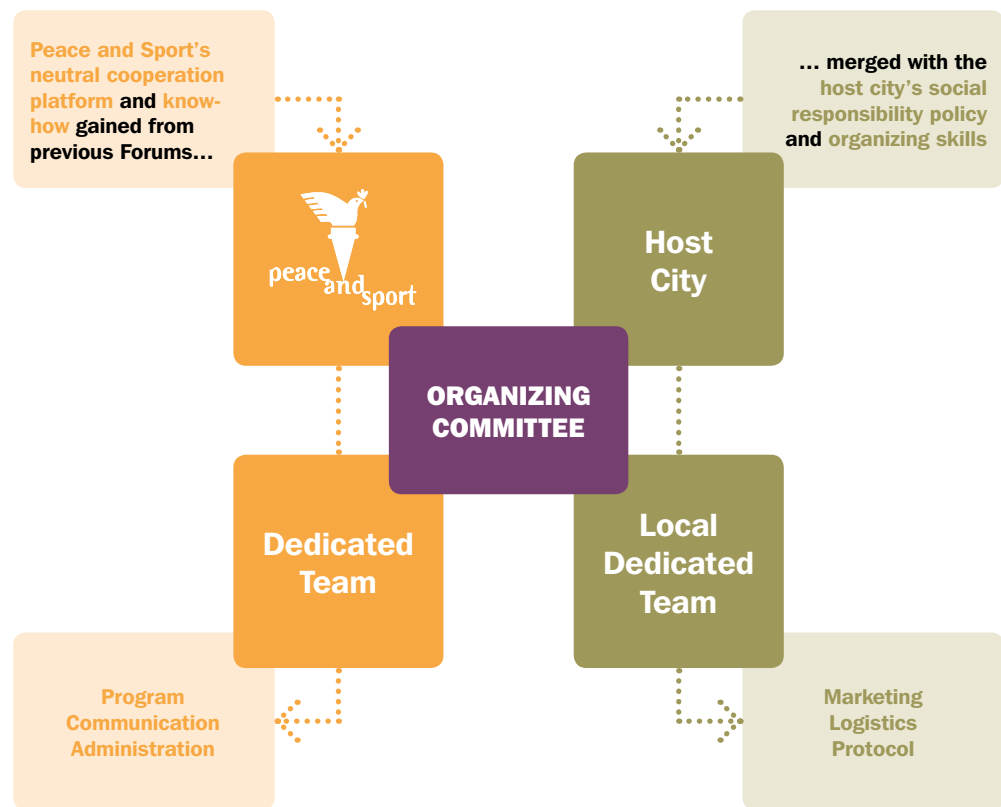 Peace and Sport’s
neutral cooperation
platform and know-
how gained from
previous Forums...
... merged with the
host city’s social
responsibility policy
and organizing skills
peace
and
sport
Host
City
ORGANIZING
COMMITTEE
Dedicated
Team
Local
Dedicated
Team
Program
Communication
Administration
Marketing
Logistics
Protocol